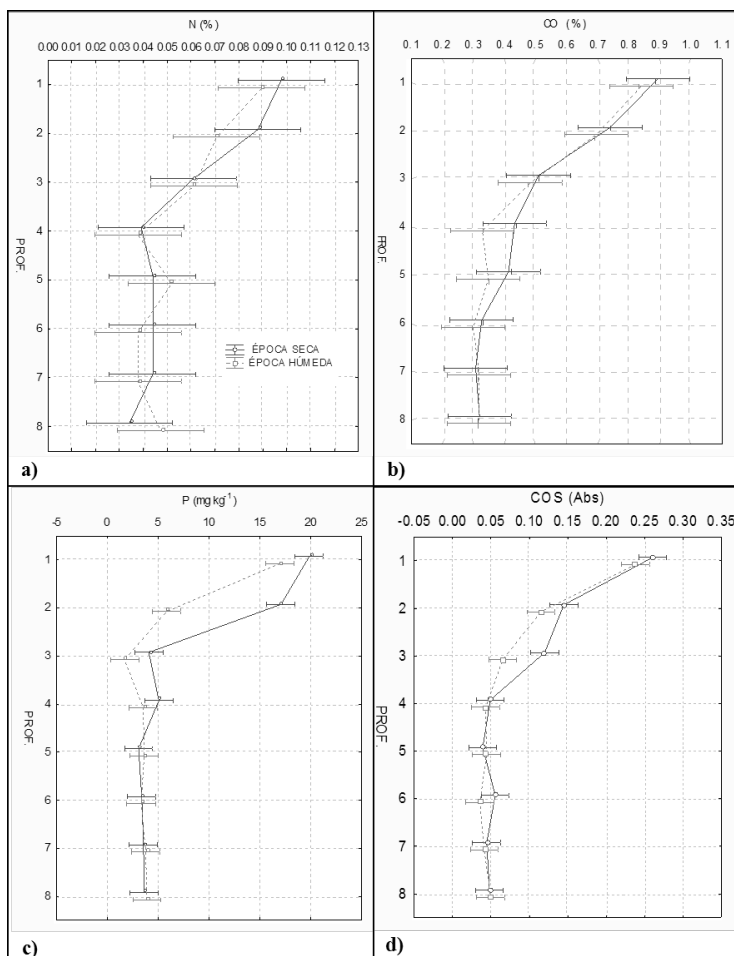 N (%)
0.00 0.01 0.02 0.03 0.04 0.05 0.06 0.07 0.08 0.09 0.10 0.11 0.12 0.13
1
2
3
4
5
6
7
8
PROF.
ÉPOCA SECA
ÉPOCA HÚMEDA
a)
CO (%)
0.1 0.2 0.3 0.4 0.5 0.6 0.7 0.8 0.9 1.0 1.1
1
2
3
4
5
6
7
8
PROF.
b)
P (mg kg-1)
-5 0 5 10 15 20 25
1
2
3
4
5
6
7
8
PROF.
c)
COS (Abs)
-0.05 0.00 0.05 0.15 0.20 0.25 0.30 0.35
1
2
3
4
5
6
7
8
PROF.
d)